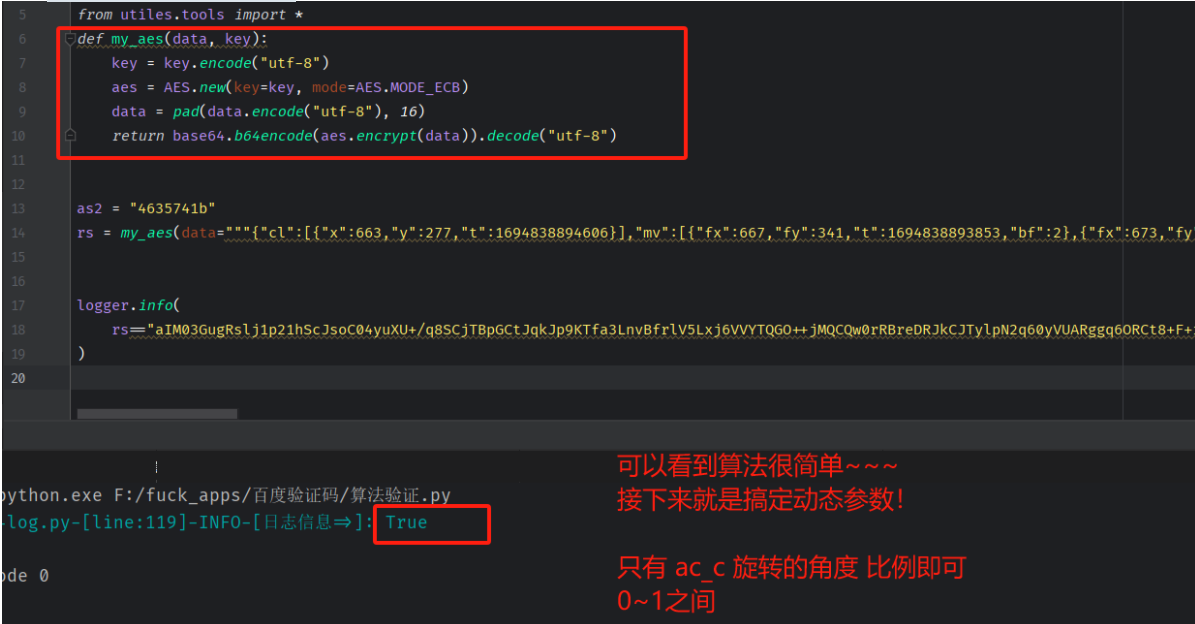 5 from utiles.tools import *
6 def my_aes(data, key):
7 key = key.encode("utf-8")
8 aes = AES.new(key=key, mode=AES.MODE_ECB)
9 data = pad(data.encode("utf-8"), 16)
10 return base64.b64encode(aes.encrypt(data)).decode("utf-8")
11
12
13 as2 = "4635741b"
14 rs = my_aes(data="""{"cl":[{"x":663,"y":277,"t":1694838894606}],"mv":[{"fx":667,"fy":341,"t":1694838893853,"bf":2},{"fx":673,"fy
15
16
17 logger.info(
18 rs=="aIM03GugRslj1p21hScJsoC04yuXU+/q8SCjTBpGCtJqkJp9KTfa3LnvBfrlV5Lxj6VVYTQGO++jMQCQw0rRBreDRJkCJTylpN2q60yVUARggq6ORCt8+F+
19 )
20
python.exe F:/fuck_apps/百度验证码/算法验证.py
-log.py-[line:119]-INFO-[日志信息=>]: True
ode 0
可以看到算法很简单~~~
接下来就是搞定动态参数!
只有 ac_c 旋转的角度 比例即可
0~1之间